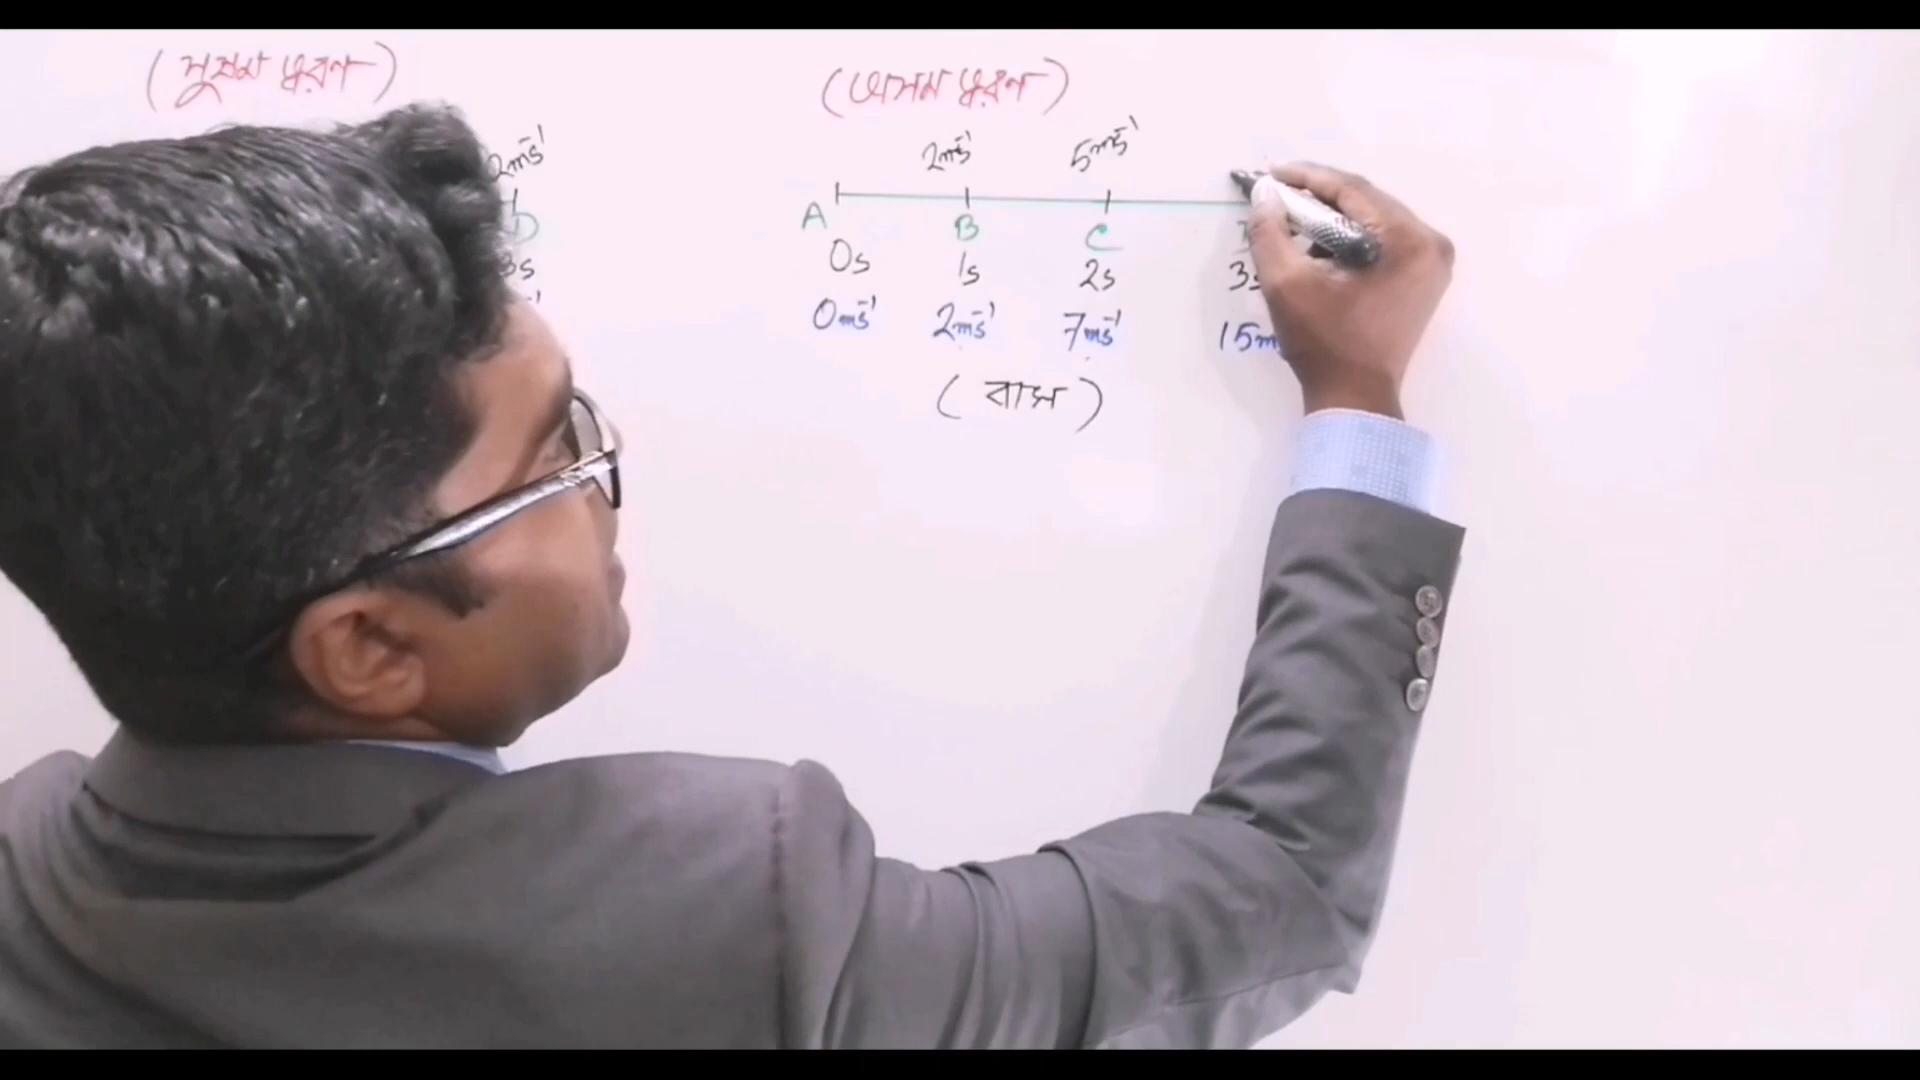 (সুষম ত্বরণ)
2ms⁻¹
D
3s
(অসম ত্বরণ)
2ms⁻¹ 5ms⁻¹
A B C
0s 1s 2s 3s
0ms⁻¹ 2ms⁻¹ 7ms⁻¹ 15m
(বাস)